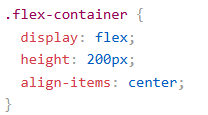 .flex-container {
  display: flex;
  height: 200px;
  align-items: center;
}